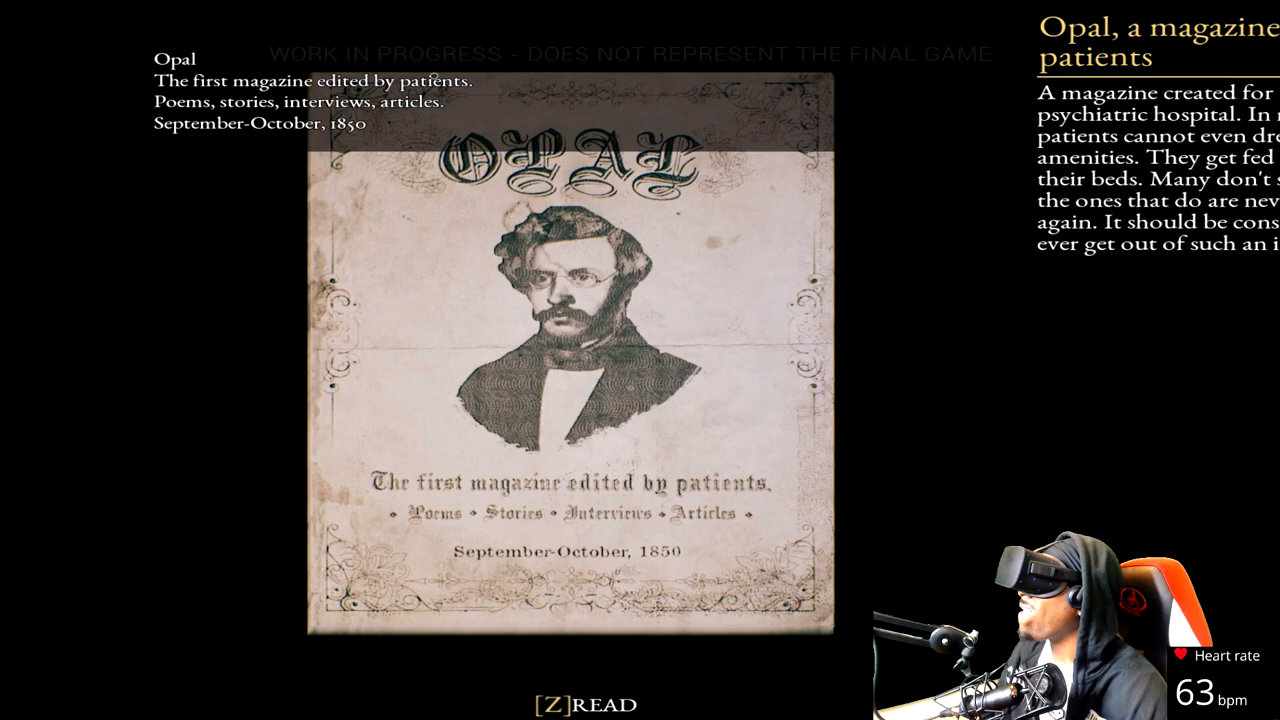 WORK IN PROGRESS - DOES NOT REPRESENT THE FINAL GAME
Opal
The first magazine edited by patients.
Poems, stories, interviews, articles.
September-October, 1850
OPAL
The first magazine edited by patients.
Poems • Stories • Interviews • Articles
September-October, 1850
[Z]READ
Opal, a magazine
patients
A magazine created for
psychiatric hospital. In
patients cannot even
amenities. They get fed
their beds. Many don't
the ones that do are
again. It should be
ever get out of such an
Heart rate
63 bpm